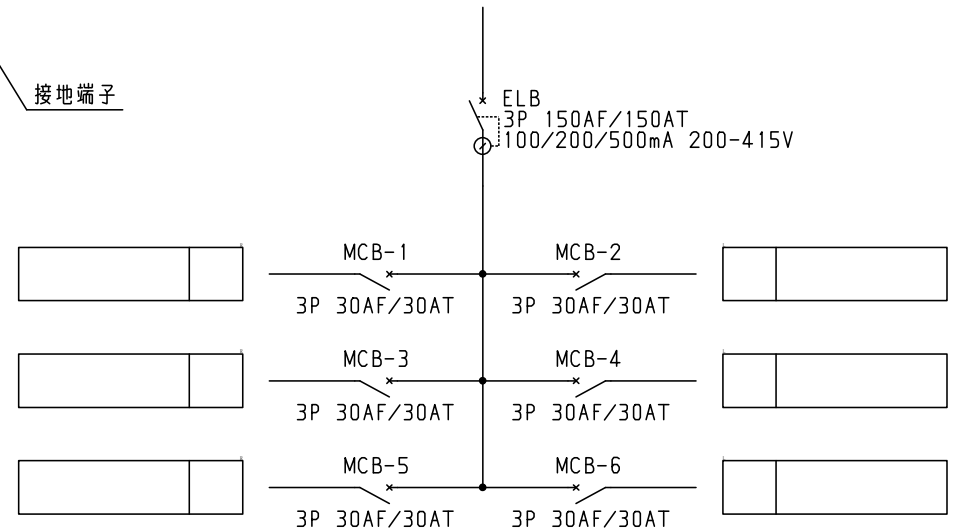 接地端子
ELB
3P 150AF/150AT
100/200/500mA 200-415V
MCB-1
MCB-2
3P 30AF/30AT
3P 30AF/30AT
MCB-3
MCB-4
3P 30AF/30AT
3P 30AF/30AT
MCB-5
MCB-6
3P 30AF/30AT
3P 30AF/30AT